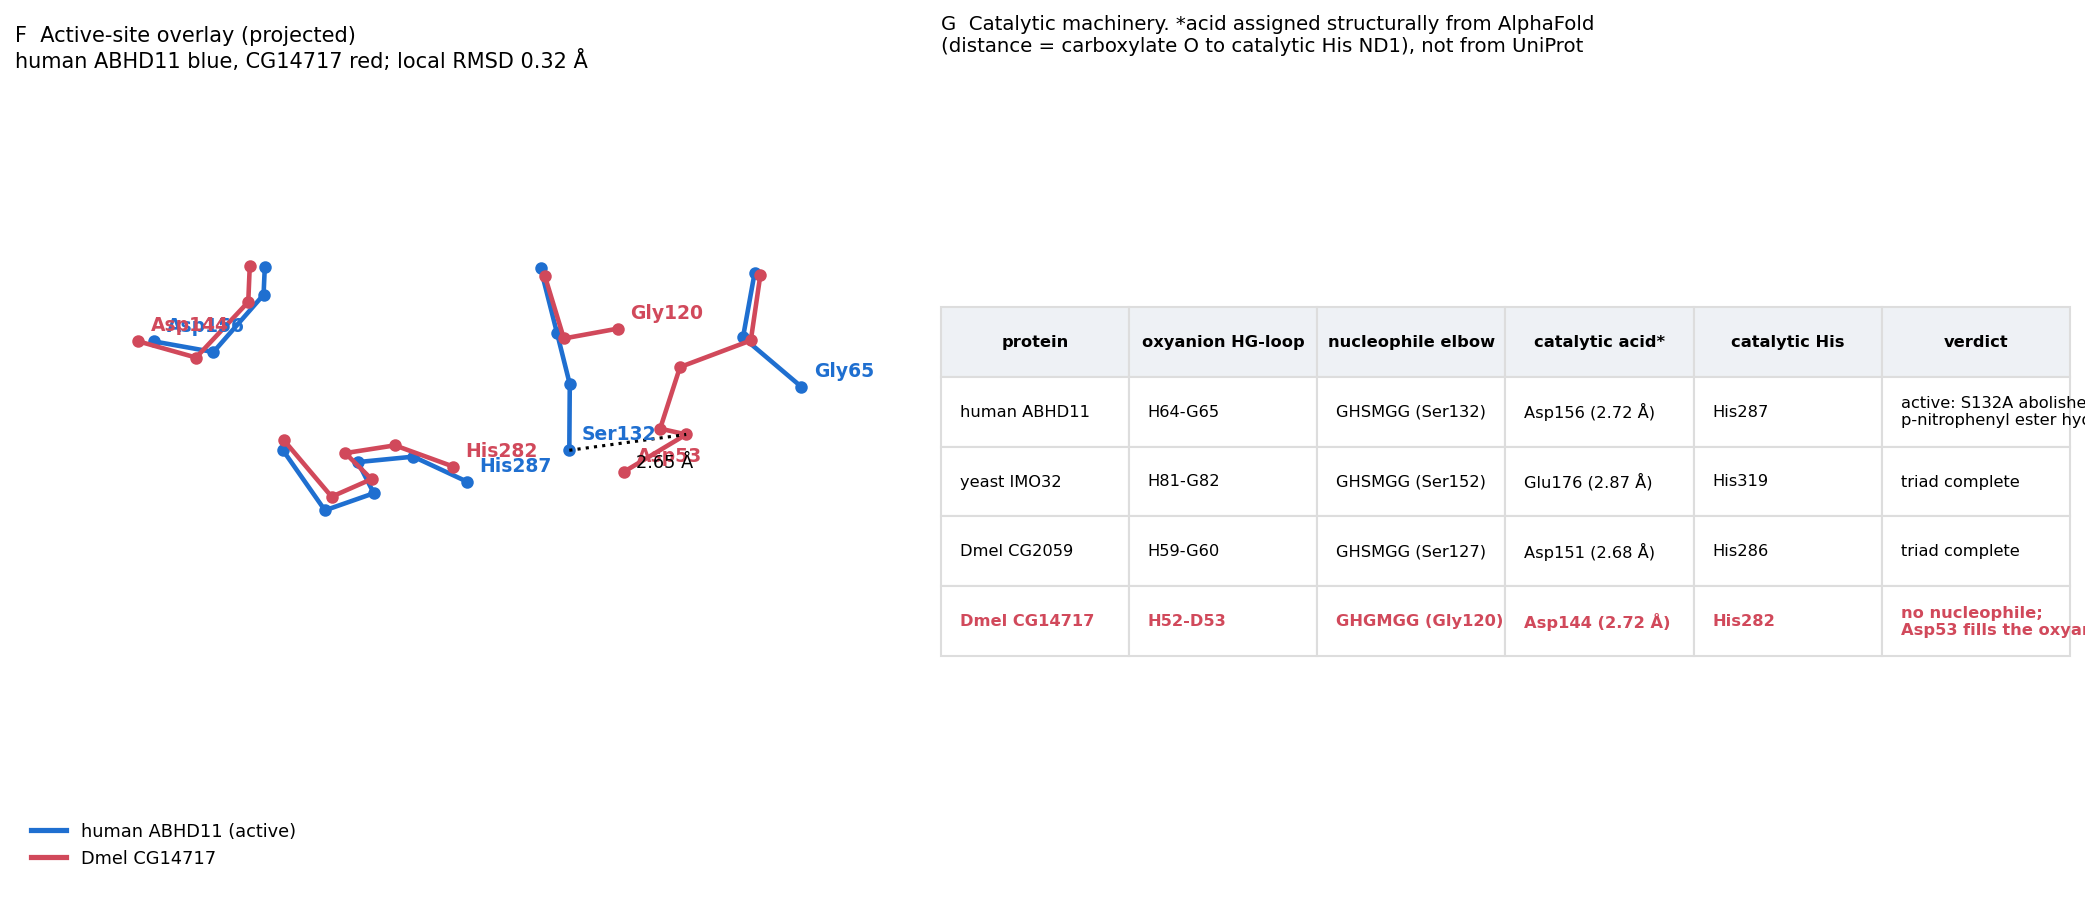 F  Active-site overlay (projected)
human ABHD11 blue, CG14717 red; local RMSD 0.32 Å
Asp144
Asp156
Gly120
Gly65
Ser132
His282
His287
Asp53
2.65 Å
human ABHD11 (active)
Dmel CG14717
G  Catalytic machinery. *acid assigned structurally from AlphaFold
(distance = carboxylate O to catalytic His ND1), not from UniProt
protein oxyanion HG-loop nucleophile elbow catalytic acid* catalytic His verdict
human ABHD11 H64-G65 GHSMGG (Ser132) Asp156 (2.72 Å) His287 active: S132A abolishe
p-nitrophenyl ester hyd
yeast IMO32 H81-G82 GHSMGG (Ser152) Glu176 (2.87 Å) His319 triad complete
Dmel CG2059 H59-G60 GHSMGG (Ser127) Asp151 (2.68 Å) His286 triad complete
Dmel CG14717 H52-D53 GHGMGG (Gly120) Asp144 (2.72 Å) His282 no nucleophile;
Asp53 fills the oxyan